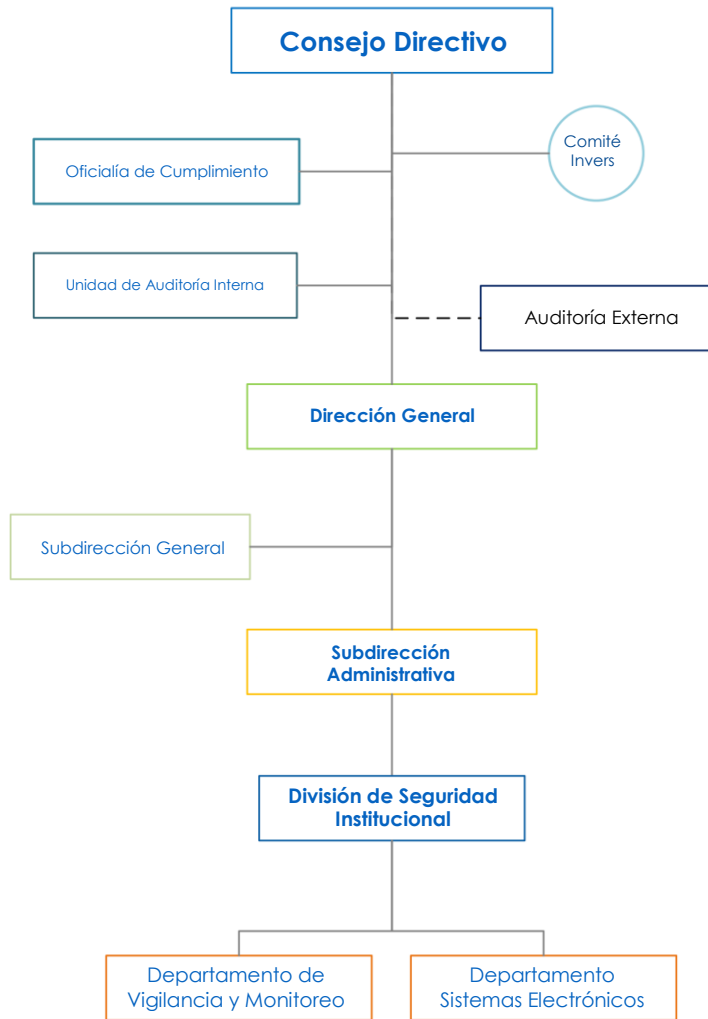 Consejo Directivo
Comité
Invers
Oficialía de Cumplimiento
Unidad de Auditoría Interna
Auditoría Externa
Dirección General
Subdirección General
Subdirección
Administrativa
División de Seguridad
Institucional
Departamento de
Vigilancia y Monitoreo
Departamento
Sistemas Electrónicos